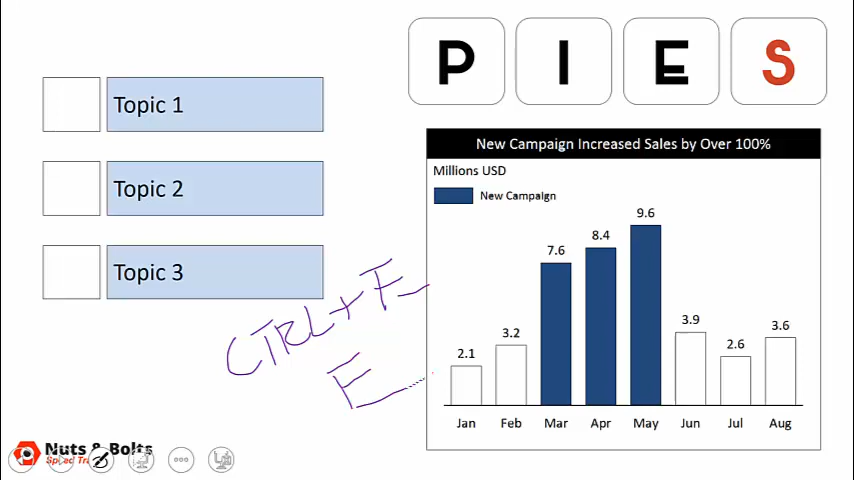 P I E S
Topic 1
Topic 2
Topic 3
New Campaign Increased Sales by Over 100%
Millions USD
New Campaign
2.1 3.2 7.6 8.4 9.6 3.9 2.6 3.6
Jan Feb Mar Apr May Jun Jul Aug
CTRL+E
E
Nuts & Bolts